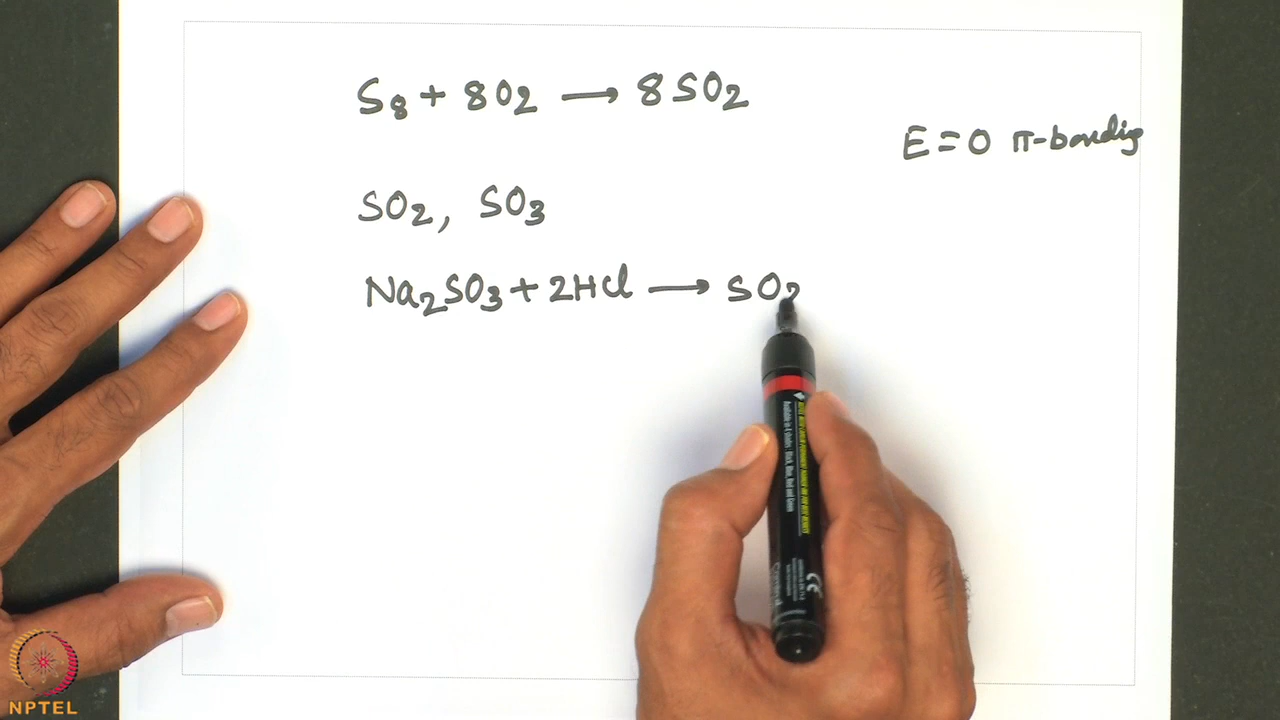 S8 + 8O2 → 8SO2
E=O π-bonding
SO2, SO3
Na2SO3 + 2HCl → SO2
NPTEL